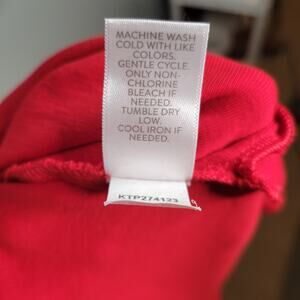 MACHINE WASH
COLD WITH LIKE
COLORS.
GENTLE CYCLE.
ONLY NON-
CHLORINE
BLEACH IF
NEEDED.
TUMBLE DRY
LOW.
COOL IRON IF
NEEDED.
KTP274123